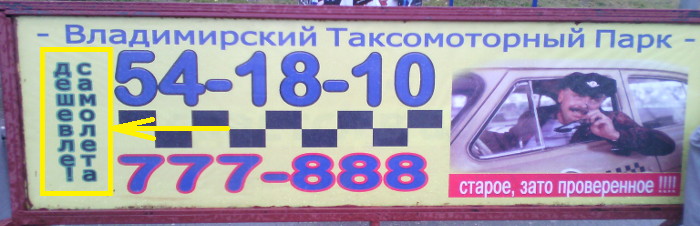 - Владимирский Таксомоторный Парк -
дешевле!
самолета
54-18-10
777-888
старое, зато проверенное !!!!